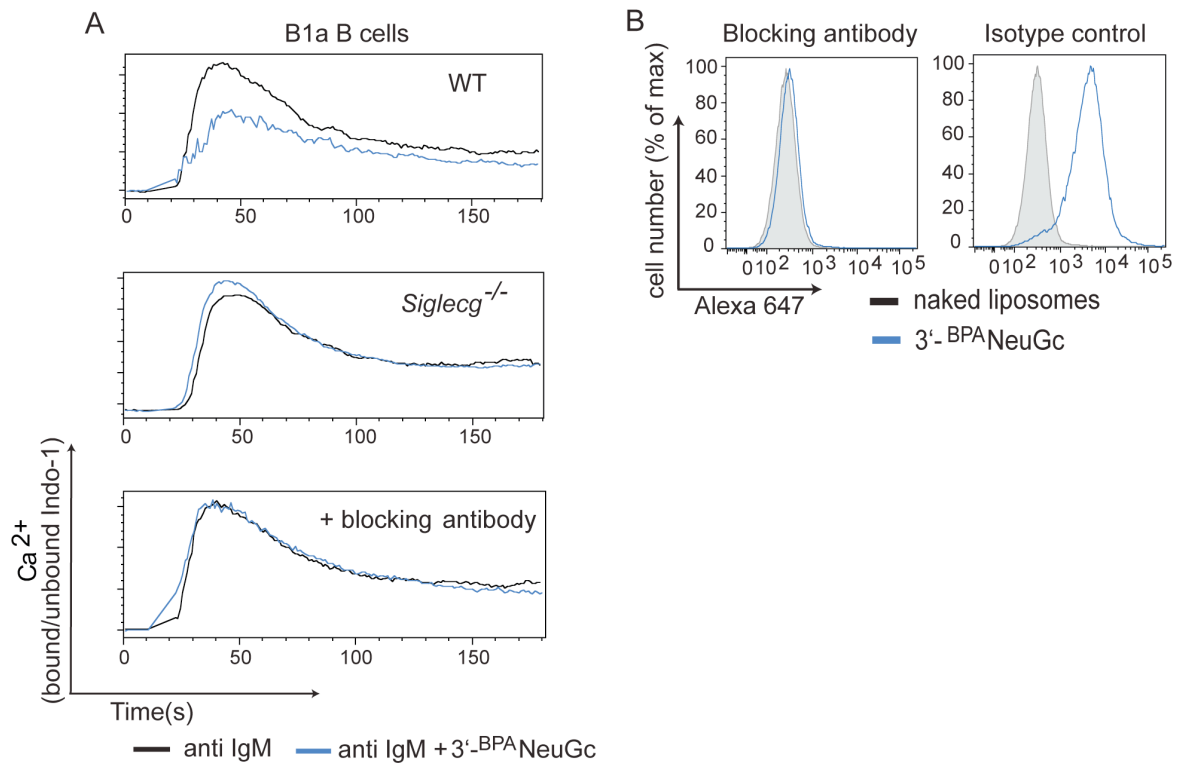 A
B1a B cells
WT
0 50 100 150
Siglecg-/-
0 50 100 150
+ blocking antibody
0 50 100 150
Ca2+
(bound/unbound Indo-1)
Time(s)
anti IgM
anti IgM +3‘-BPANeuGc
B
Blocking antibody
Isotype control
100
80
60
40
20
0
0 102 103 104 105
100
80
60
40
20
0
0 102 103 104 105
cell number (% of max)
Alexa 647
naked liposomes
3‘-BPANeuGc